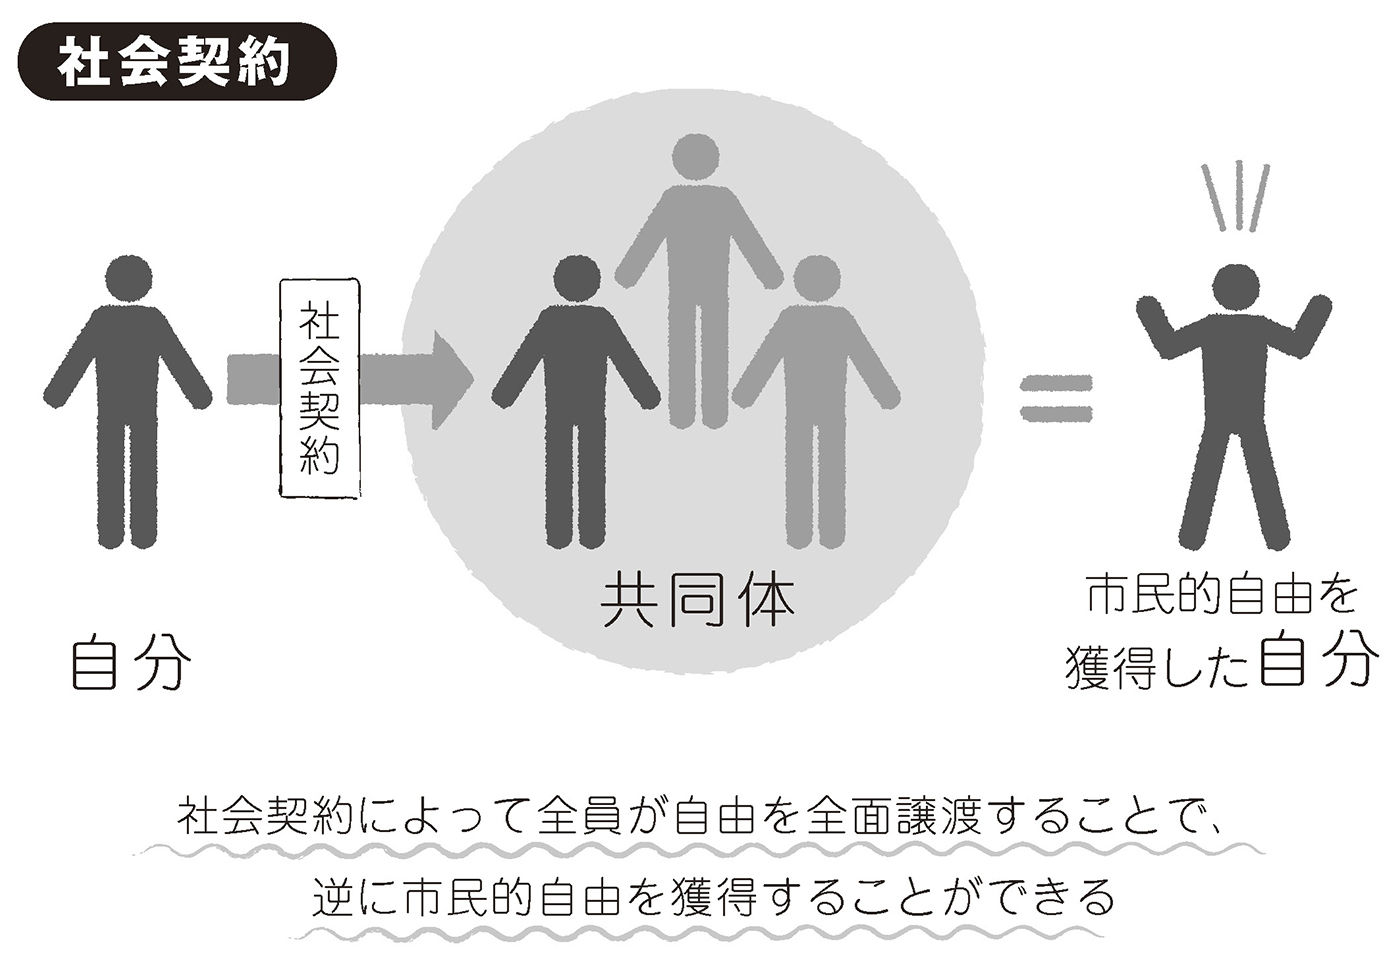 社会契約
社会契約
共同体
自分
市民的自由を
獲得した自分
社会契約によって全員が自由を全面譲渡することで、
逆に市民的自由を獲得することができる